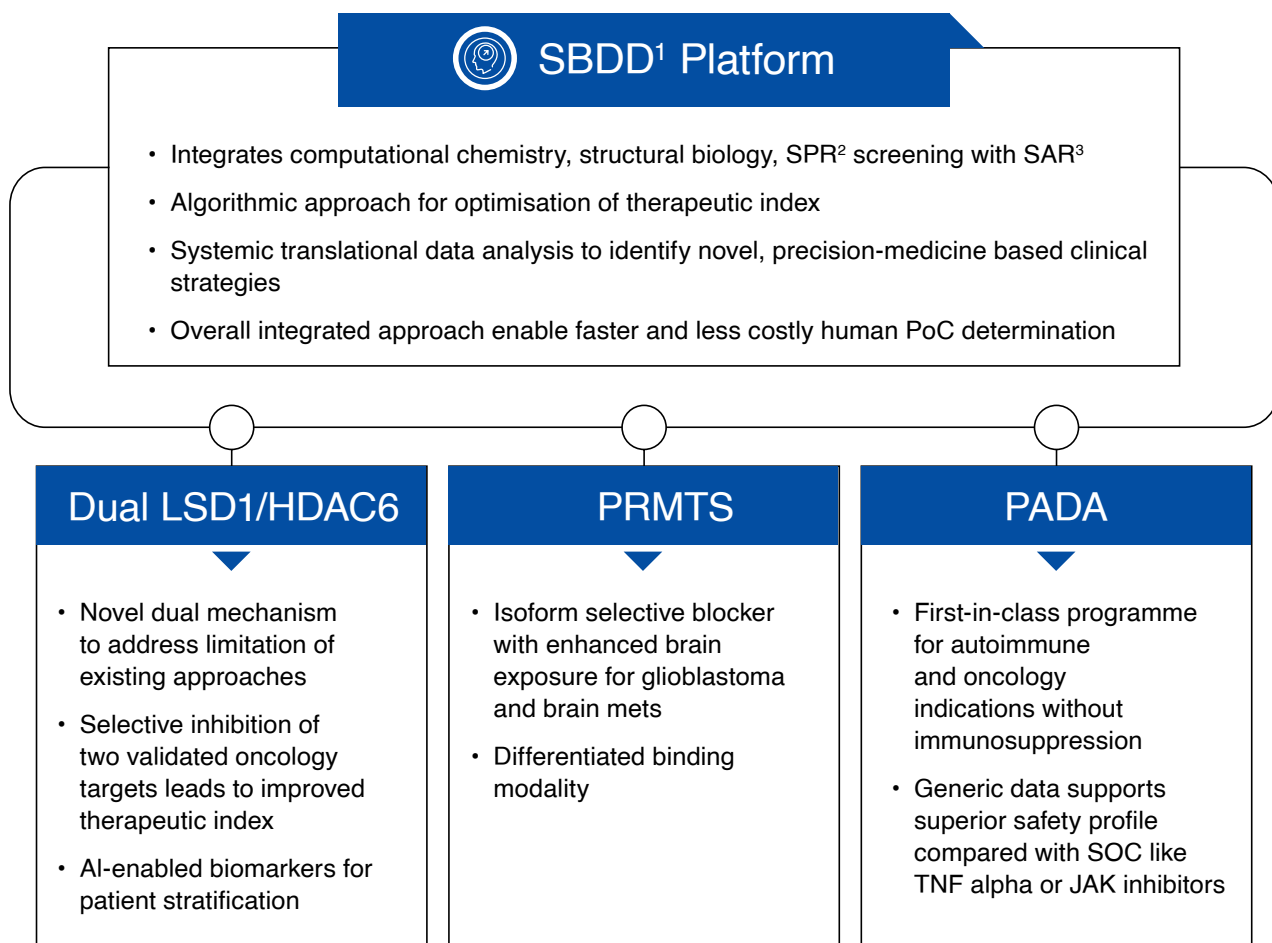 SBDD¹ Platform
• Integrates computational chemistry, structural biology, SPR² screening with SAR³
• Algorithmic approach for optimisation of therapeutic index
• Systemic translational data analysis to identify novel, precision-medicine based clinical
strategies
• Overall integrated approach enable faster and less costly human PoC determination
Dual LSD1/HDAC6
• Novel dual mechanism
to address limitation of
existing approaches
• Selective inhibition of
two validated oncology
targets leads to improved
therapeutic index
• AI-enabled biomarkers for
patient stratification
PRMTS
• Isoform selective blocker
with enhanced brain
exposure for glioblastoma
and brain mets
• Differentiated binding
modality
PADA
• First-in-class programme
for autoimmune
and oncology
indications without
immunosuppression
• Generic data supports
superior safety profile
compared with SOC like
TNF alpha or JAK inhibitors